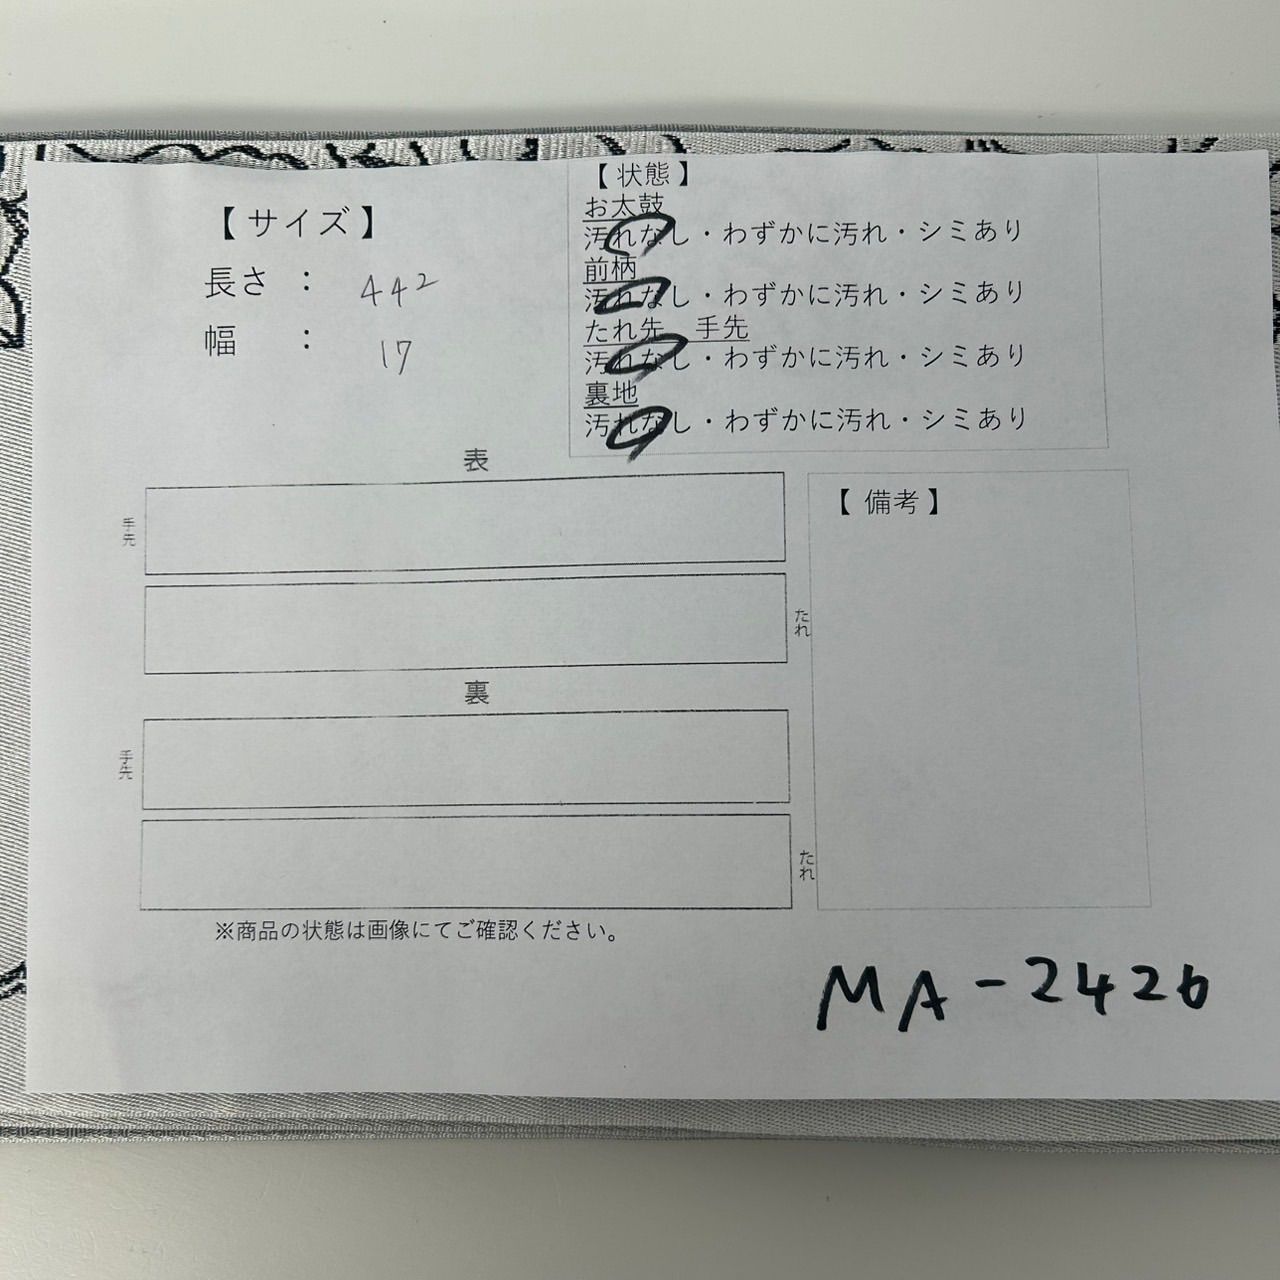 【 サイズ 】
長さ : 442
幅 : 17
【 状態 】
お太鼓
汚れなし・わずかに汚れ・シミあり
前柄
汚れなし・わずかに汚れ・シミあり
たれ先 手先
汚れなし・わずかに汚れ・シミあり
裏地
汚れなし・わずかに汚れ・シミあり
表
手先
たれ
裏
手先
たれ
【 備考 】
※商品の状態は画像にてご確認ください。
MA-2426